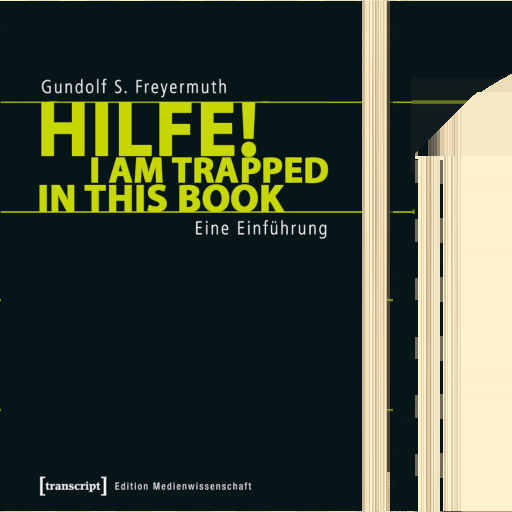 Gundolf S. Freyermuth
HILFE!
I AM TRAPPED
IN THIS BOOK
Eine Einführung
[transcript] Edition Medienwissenschaft